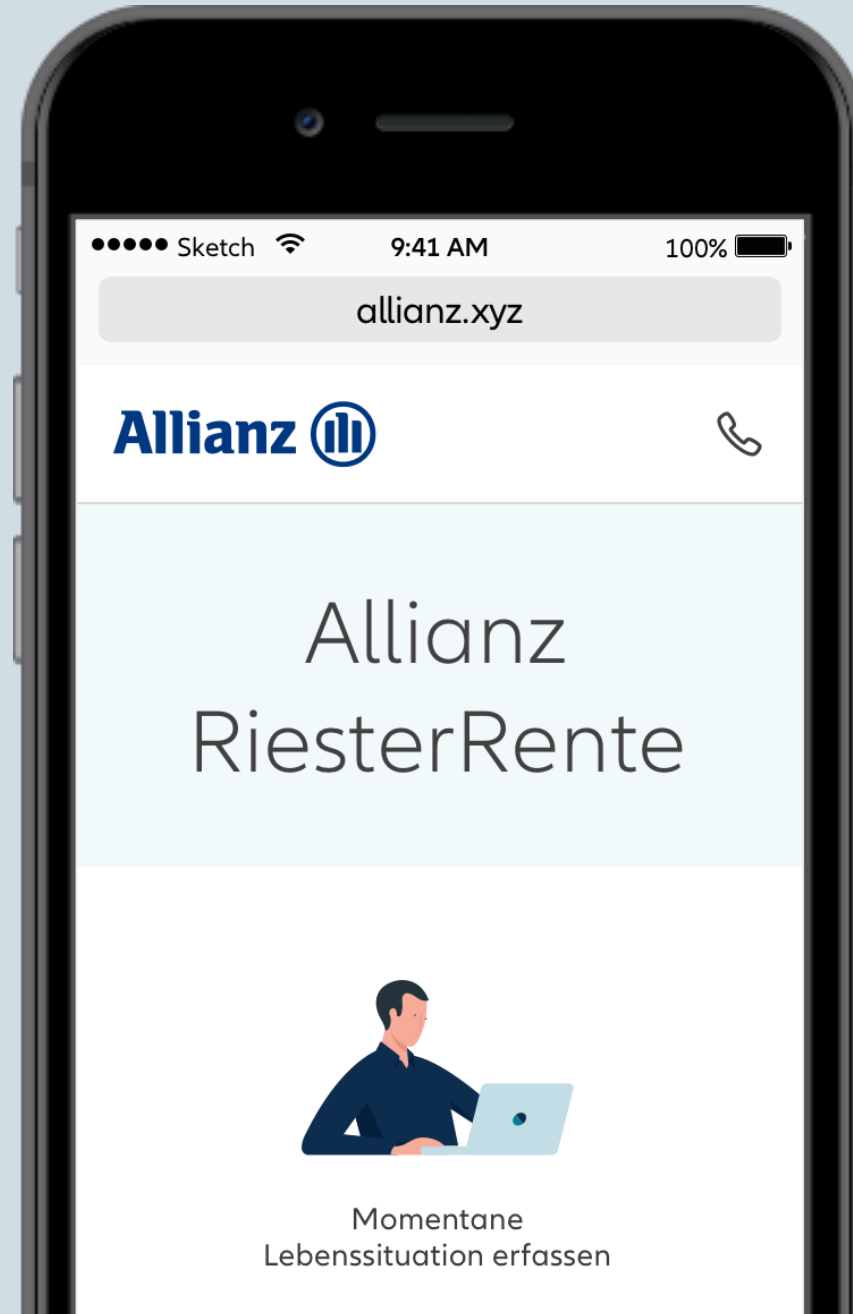 Sketch 9:41 AM 100%
allianz.xyz
Allianz
Allianz
RiesterRente
Momentane
Lebenssituation erfassen